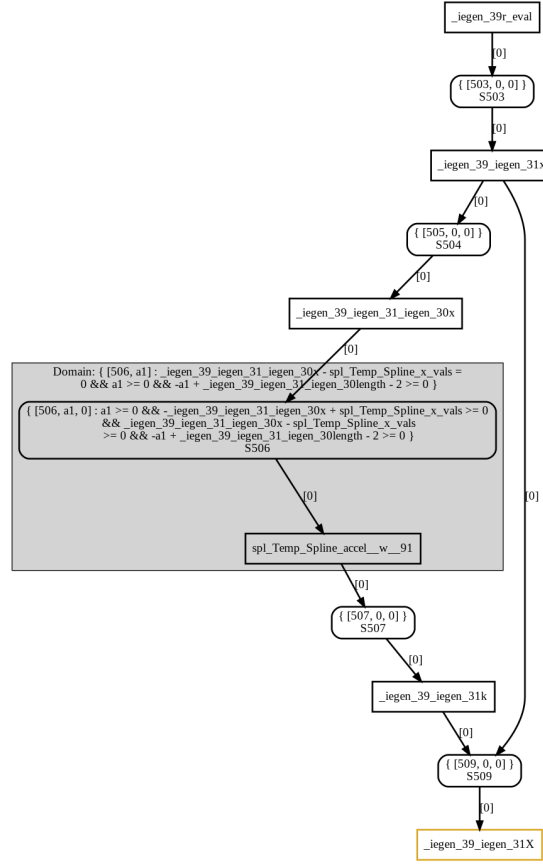 _iegen_39r_eval
[0]
{ [503, 0, 0] }
S503
[0]
_iegen_39_iegen_31x
[0]
{ [505, 0, 0] }
S504
[0]
_iegen_39_iegen_31_iegen_30x
[0]
Domain: { [506, a1] : _iegen_39_iegen_31_iegen_30x - spl_Temp_Spline_x_vals =
0 && a1 >= 0 && -a1 + _iegen_39_iegen_31_iegen_30length - 2 >= 0 }
{ [506, a1, 0] : a1 >= 0 && -_iegen_39_iegen_31_iegen_30x + spl_Temp_Spline_x_vals >= 0
&& _iegen_39_iegen_31_iegen_30x - spl_Temp_Spline_x_vals
>= 0 && -a1 + _iegen_39_iegen_31_iegen_30length - 2 >= 0 }
S506
[0]
[0]
spl_Temp_Spline_accel__w__91
[0]
{ [507, 0, 0] }
S507
[0]
_iegen_39_iegen_31k
[0]
{ [509, 0, 0] }
S509
[0]
_iegen_39_iegen_31X